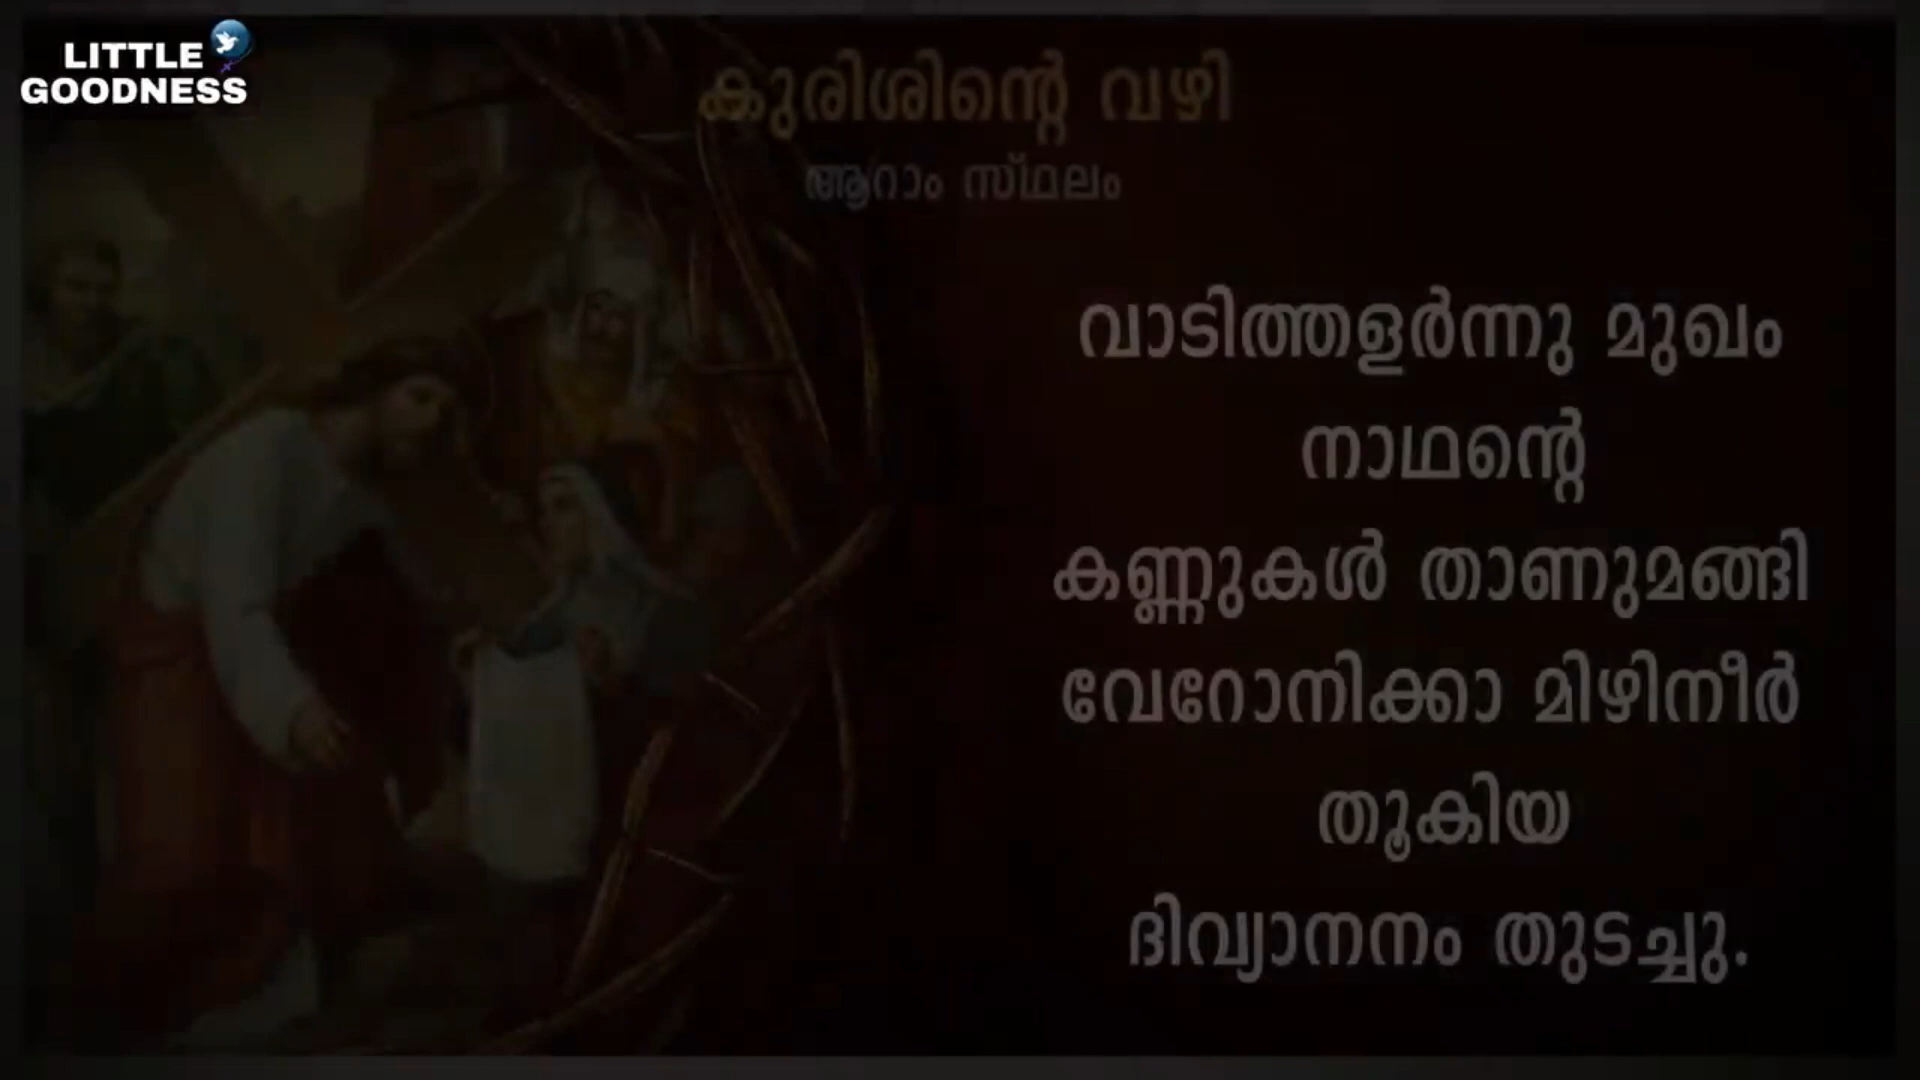 LITTLE
GOODNESS
കുരിശിന്റെ വഴി
ആറാം സ്ഥലം
വാടിത്തളർന്നു മുഖം
നാഥന്റെ
കണ്ണുകൾ താണുമങ്ങി
വേറോനിക്കാ മിഴിനീർ
തൂകിയ
ദിവ്യാനനം തുടച്ചു.